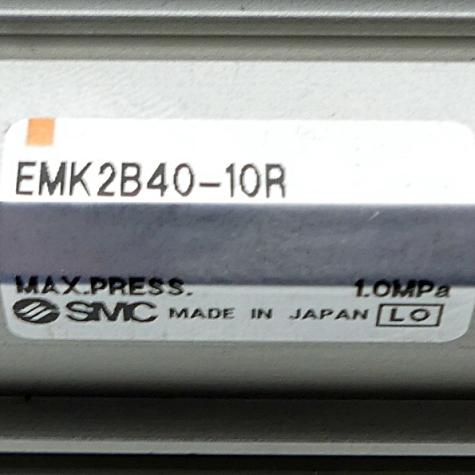 EMK2B40-10R
MAX.PRESS. 1.0MPa
SMC MADE IN JAPAN LO